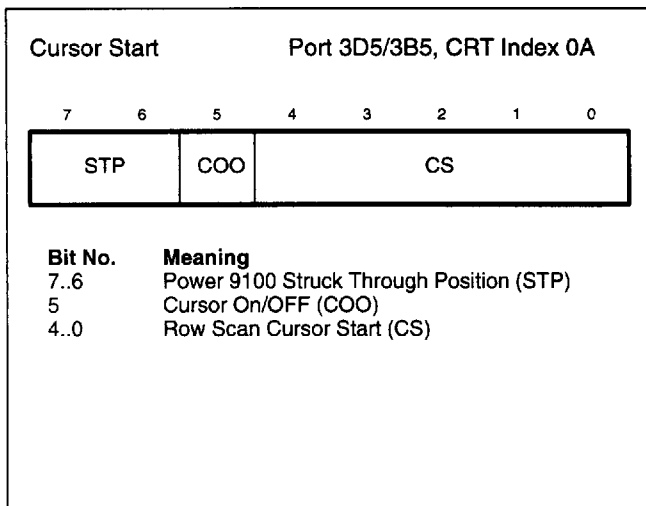 Cursor Start Port 3D5/3B5, CRT Index 0A
7 6 5 4 3 2 1 0
STP COO CS
Bit No. Meaning
7..6 Power 9100 Struck Through Position (STP)
5 Cursor On/OFF (COO)
4..0 Row Scan Cursor Start (CS)